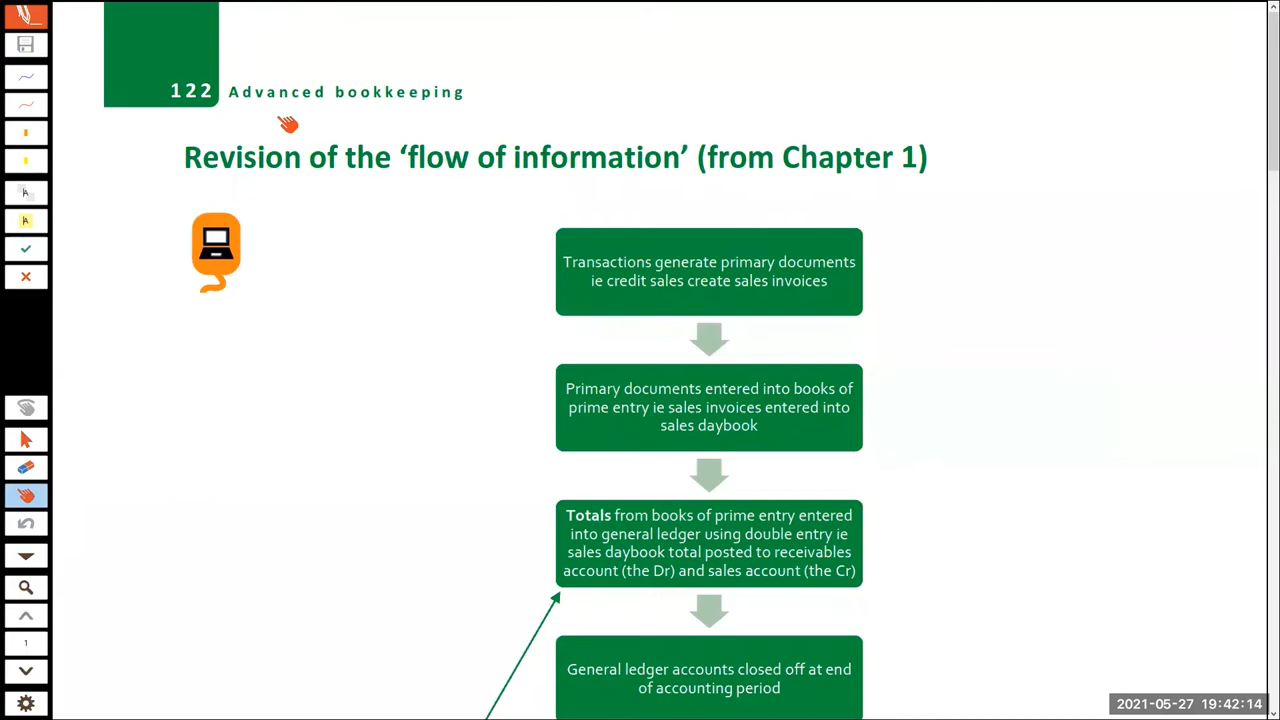 122 Advanced bookkeeping
Revision of the ‘flow of information’ (from Chapter 1)
Transactions generate primary documents
ie credit sales create sales invoices
Primary documents entered into books of
prime entry ie sales invoices entered into
sales daybook
Totals from books of prime entry entered
into general ledger using double entry ie
sales daybook total posted to receivables
account (the Dr) and sales account (the Cr)
General ledger accounts closed off at end
of accounting period
A
A
1
2021-05-27 19:42:14